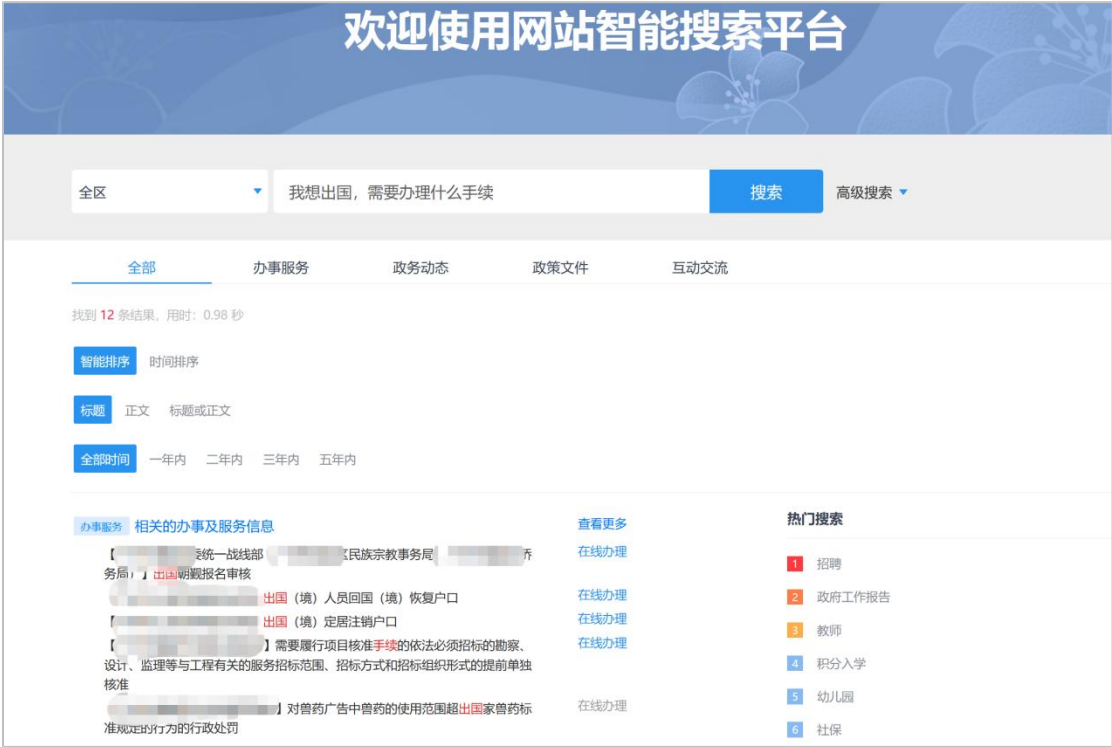 欢迎使用网站智能搜索平台
全区
我想出国，需要办理什么手续
搜索
高级搜索
全部
办事服务
政务动态
政策文件
互动交流
找到 12 条结果，用时：0.98 秒
智能排序 时间排序
标题 正文 标题或正文
全部时间 一年内 二年内 三年内 五年内
办事服务 相关的办事及服务信息 查看更多
【 委统一战线部（ 区民族宗教事务局 侨 在线办理
务局）】出国朝觐报名审核
出国（境）人员回国（境）恢复户口 在线办理
【 出国（境）定居注销户口 在线办理
【 】需要履行项目核准手续的依法必须招标的勘察、 在线办理
设计、监理等与工程有关的服务招标范围、招标方式和招标组织形式的提前单独
核准
】对兽药广告中兽药的使用范围超出国家兽药标 在线办理
准规定的行为的行政处罚
热门搜索
1 招聘
2 政府工作报告
3 教师
4 积分入学
5 幼儿园
6 社保